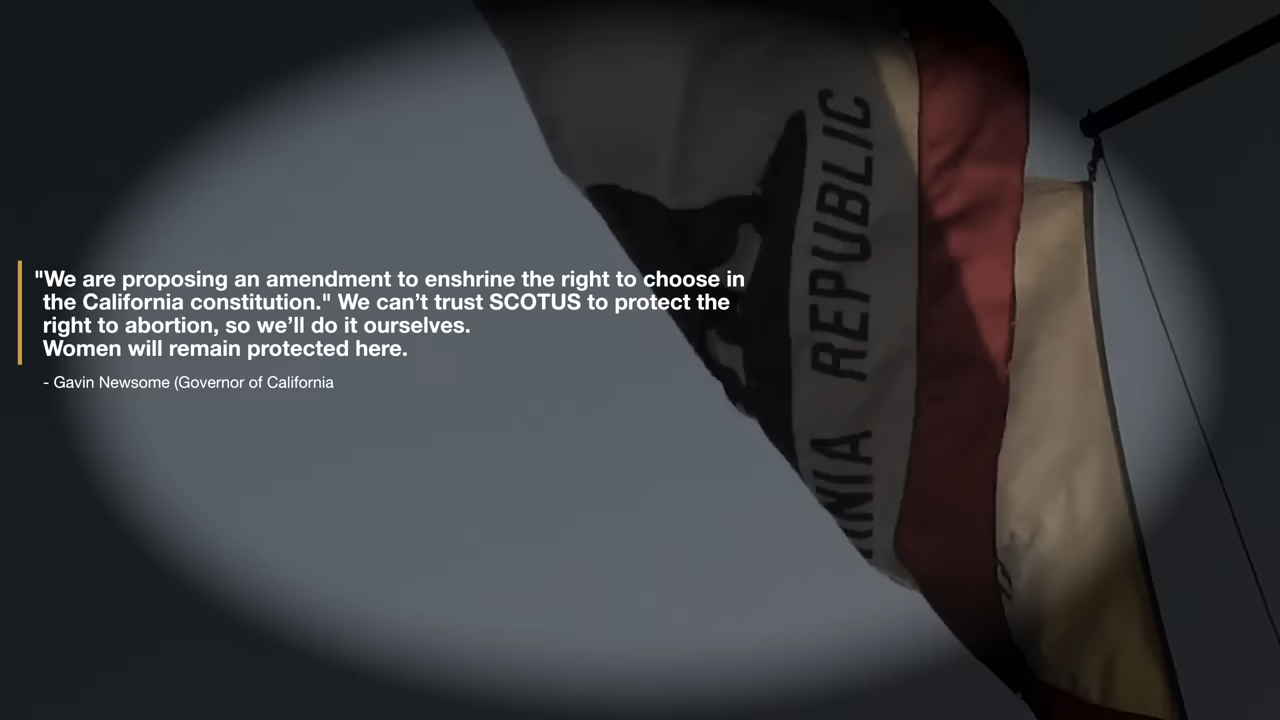 "We are proposing an amendment to enshrine the right to choose in
the California constitution." We can’t trust SCOTUS to protect the
right to abortion, so we’ll do it ourselves.
Women will remain protected here.
- Gavin Newsome (Governor of California
REPUBLIC
NIA